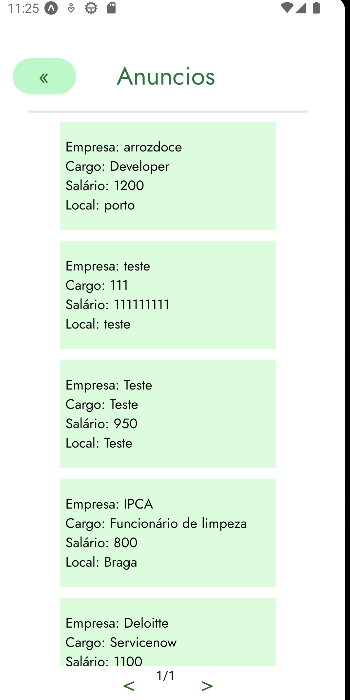 11:25
«
Anuncios
Empresa: arrozdoce
Cargo: Developer
Salário: 1200
Local: porto
Empresa: teste
Cargo: 111
Salário: 111111111
Local: teste
Empresa: Teste
Cargo: Teste
Salário: 950
Local: Teste
Empresa: IPCA
Cargo: Funcionário de limpeza
Salário: 800
Local: Braga
Empresa: Deloitte
Cargo: Servicenow
Salário: 1100
< 1/1 >